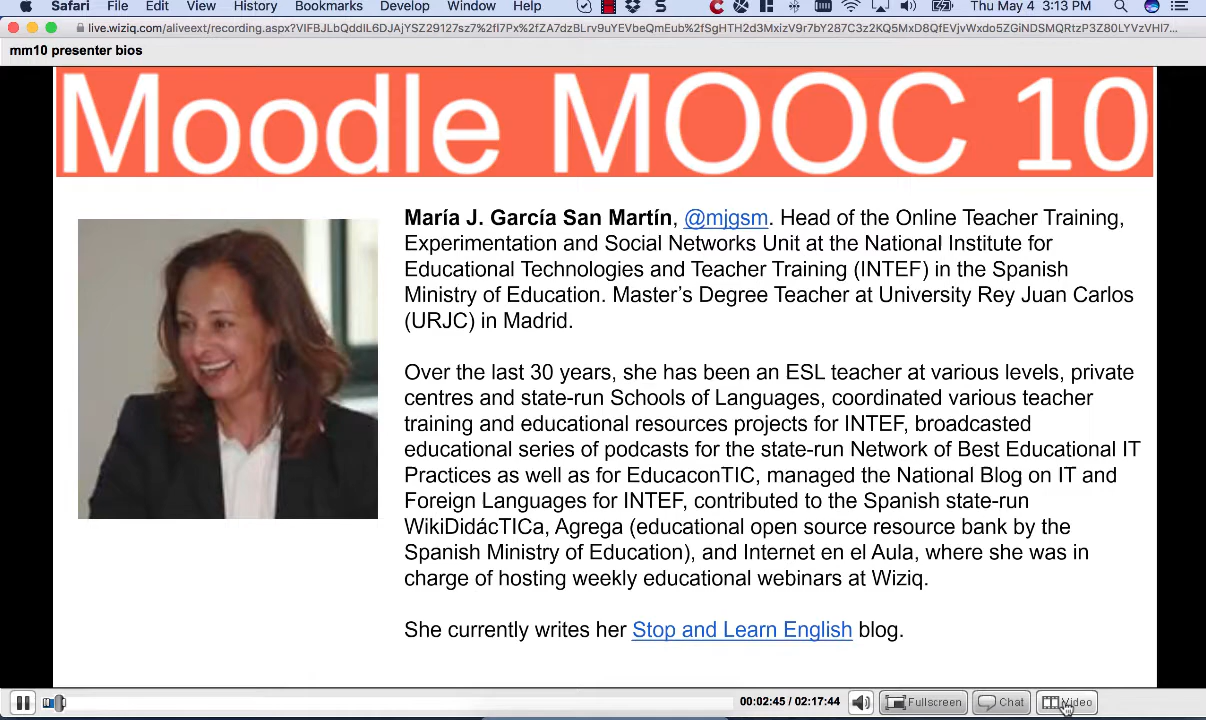 Safari File Edit View History Bookmarks Develop Window Help Thu May 4 3:13 PM
mm10 presenter bios
Moodle MOOC 10
María J. García San Martín, @mjgsm. Head of the Online Teacher Training,
Experimentation and Social Networks Unit at the National Institute for
Educational Technologies and Teacher Training (INTEF) in the Spanish
Ministry of Education. Master's Degree Teacher at University Rey Juan Carlos
(URJC) in Madrid.
Over the last 30 years, she has been an ESL teacher at various levels, private
centres and state-run Schools of Languages, coordinated various teacher
training and educational resources projects for INTEF, broadcasted
educational series of podcasts for the state-run Network of Best Educational IT
Practices as well as for EducaconTIC, managed the National Blog on IT and
Foreign Languages for INTEF, contributed to the Spanish state-run
WikiDidácTICa, Agrega (educational open source resource bank by the
Spanish Ministry of Education), and Internet en el Aula, where she was in
charge of hosting weekly educational webinars at Wiziq.
She currently writes her Stop and Learn English blog.
00:02:45 / 02:17:44 Fullscreen Chat Video